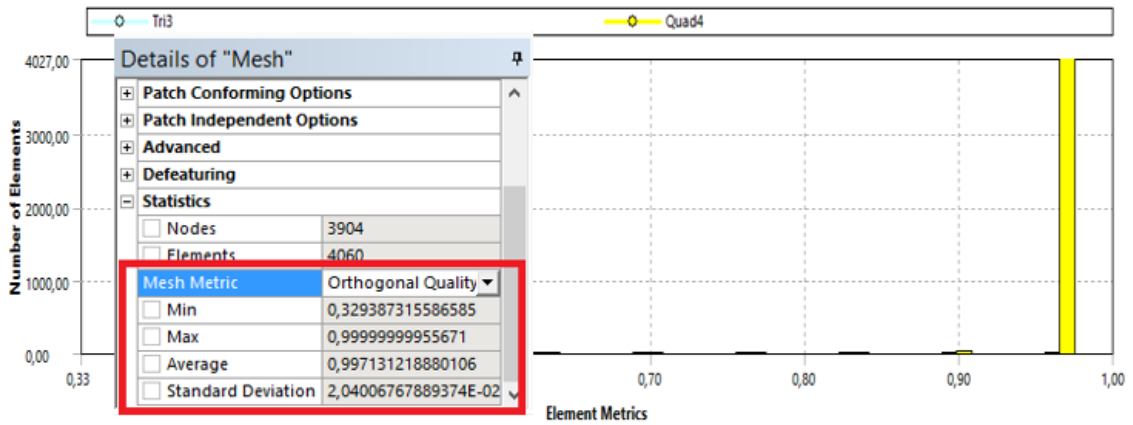 Tri3
Quad4
Details of "Mesh"
Patch Conforming Options
Patch Independent Options
Advanced
Defeaturing
Statistics
Nodes 3904
Elements 4060
Mesh Metric Orthogonal Quality
Min 0,329387315586585
Max 0,99999999955671
Average 0,997131218880106
Standard Deviation 2,04006767889374E-02
Number of Elements
4027,00
3000,00
2000,00
1000,00
0,00
0,33
0,70
0,80
0,90
1,00
Element Metrics